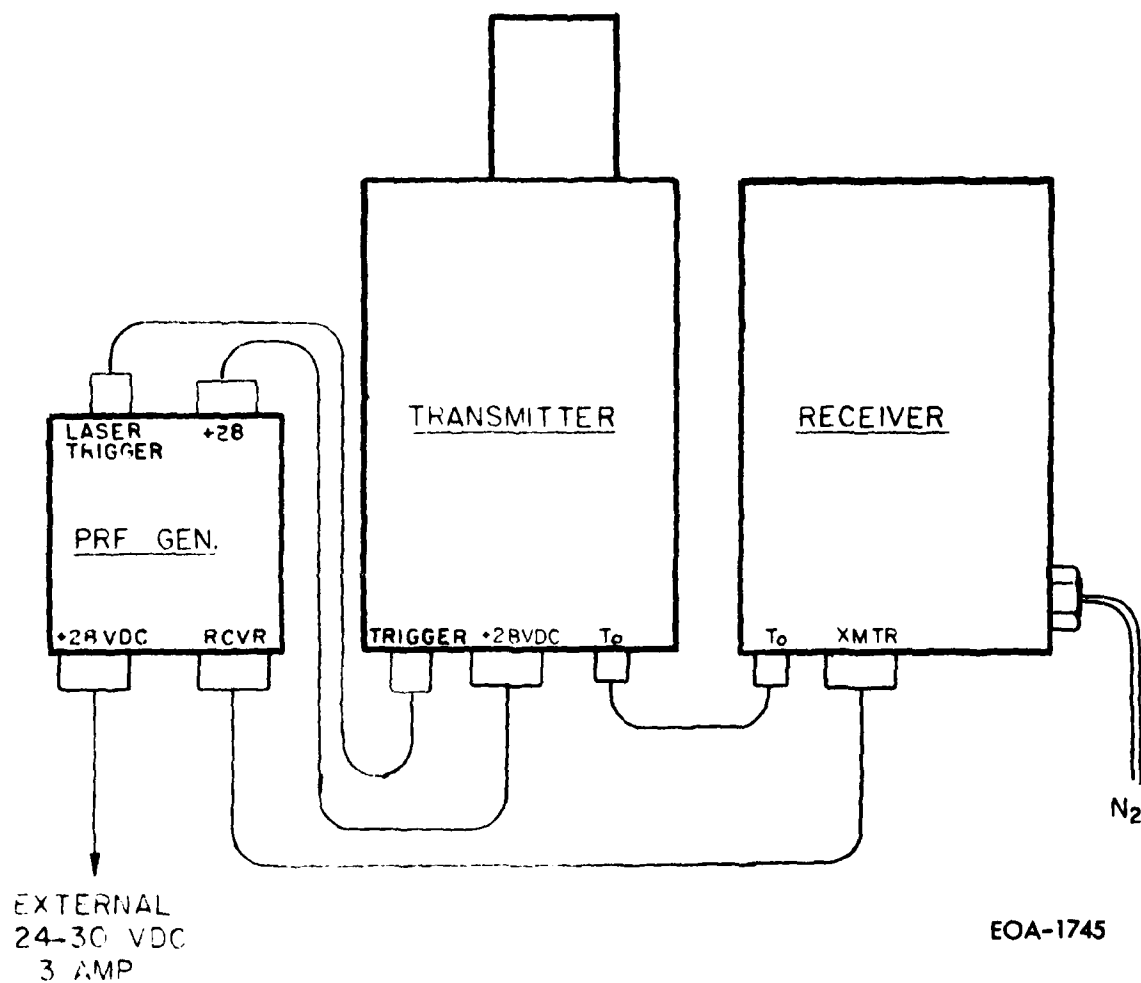 LASER
TRIGGER
+28
PRF GEN.
+28 VDC
RCVR
TRANSMITTER
TRIGGER
+28VDC
To
RECEIVER
To
XMTR
N2
EXTERNAL
24-30 VDC
3 AMP
EOA-1745